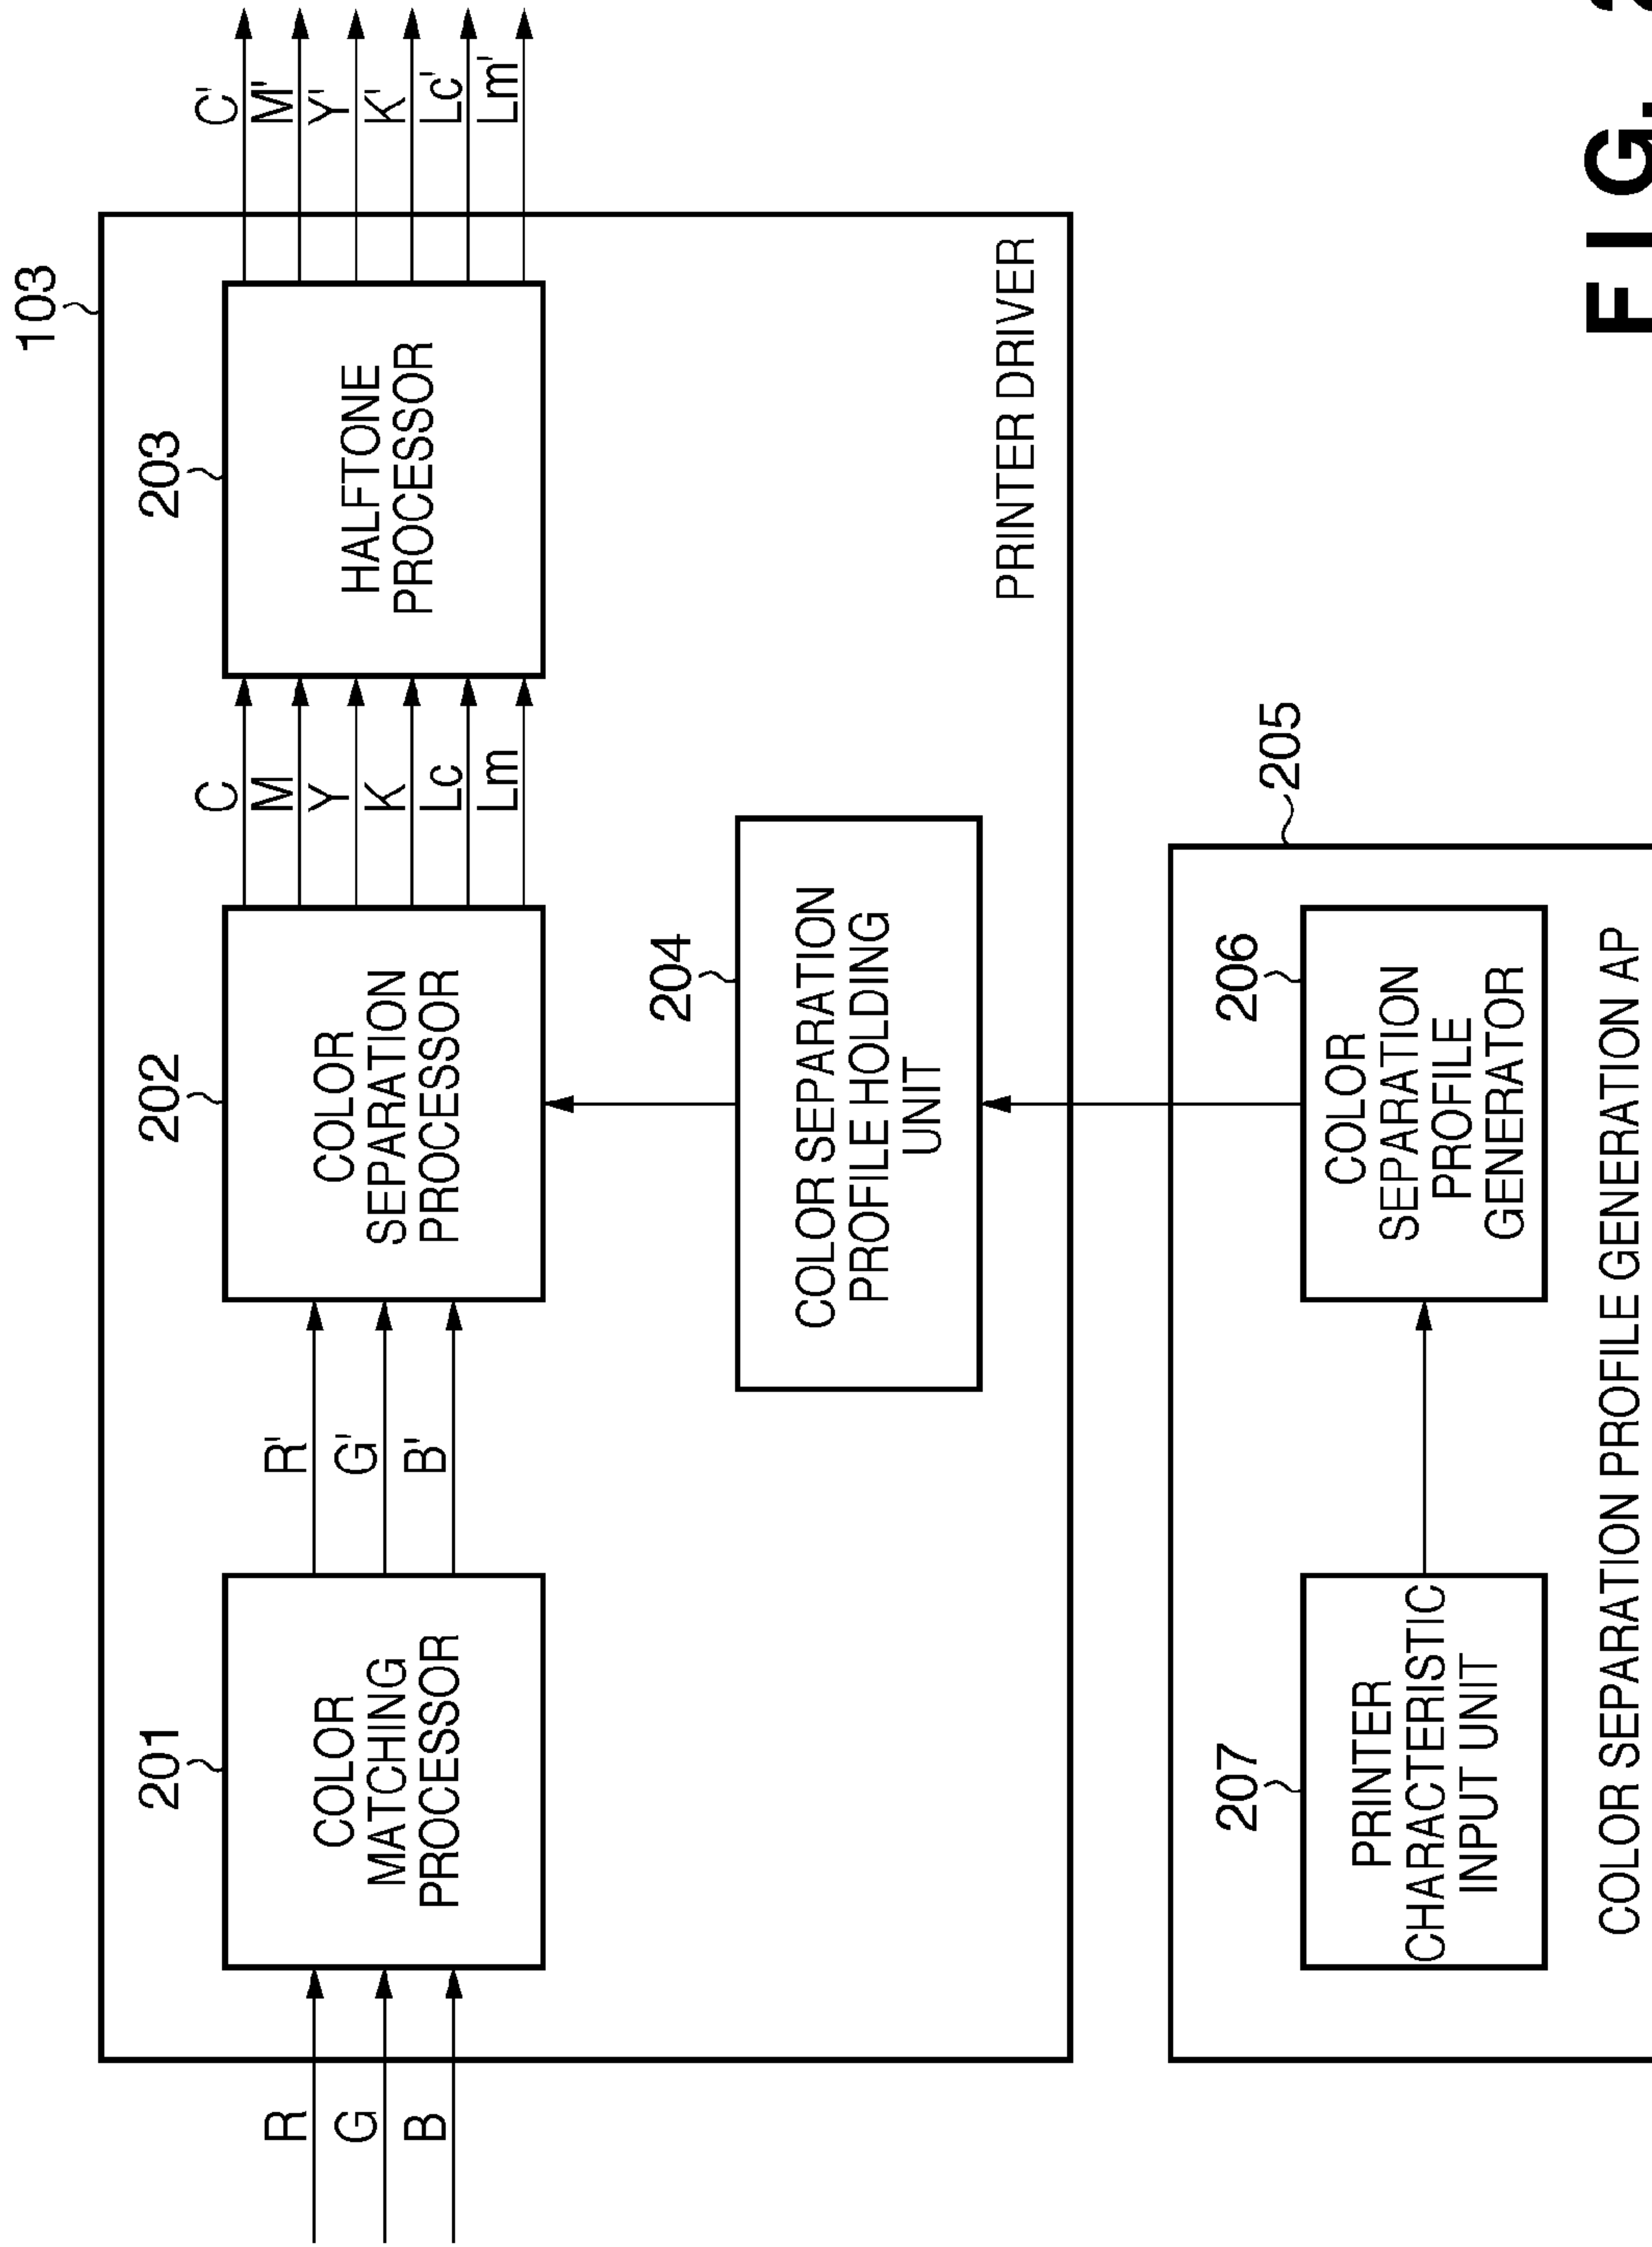 103
201
202
203
R
G
B
COLOR
MATCHING
PROCESSOR
R'
G'
B'
COLOR
SEPARATION
PROCESSOR
C
M
Y
K
Lc
Lm
HALFTONE
PROCESSOR
C'
M'
Y'
K'
Lc'
Lm'
204
COLOR SEPARATION
PROFILE HOLDING
UNIT
PRINTER DRIVER
205
207
PRINTER
CHARACTERISTIC
INPUT UNIT
206
COLOR
SEPARATION
PROFILE
GENERATOR
COLOR SEPARATION PROFILE GENERATION AP
FIG.